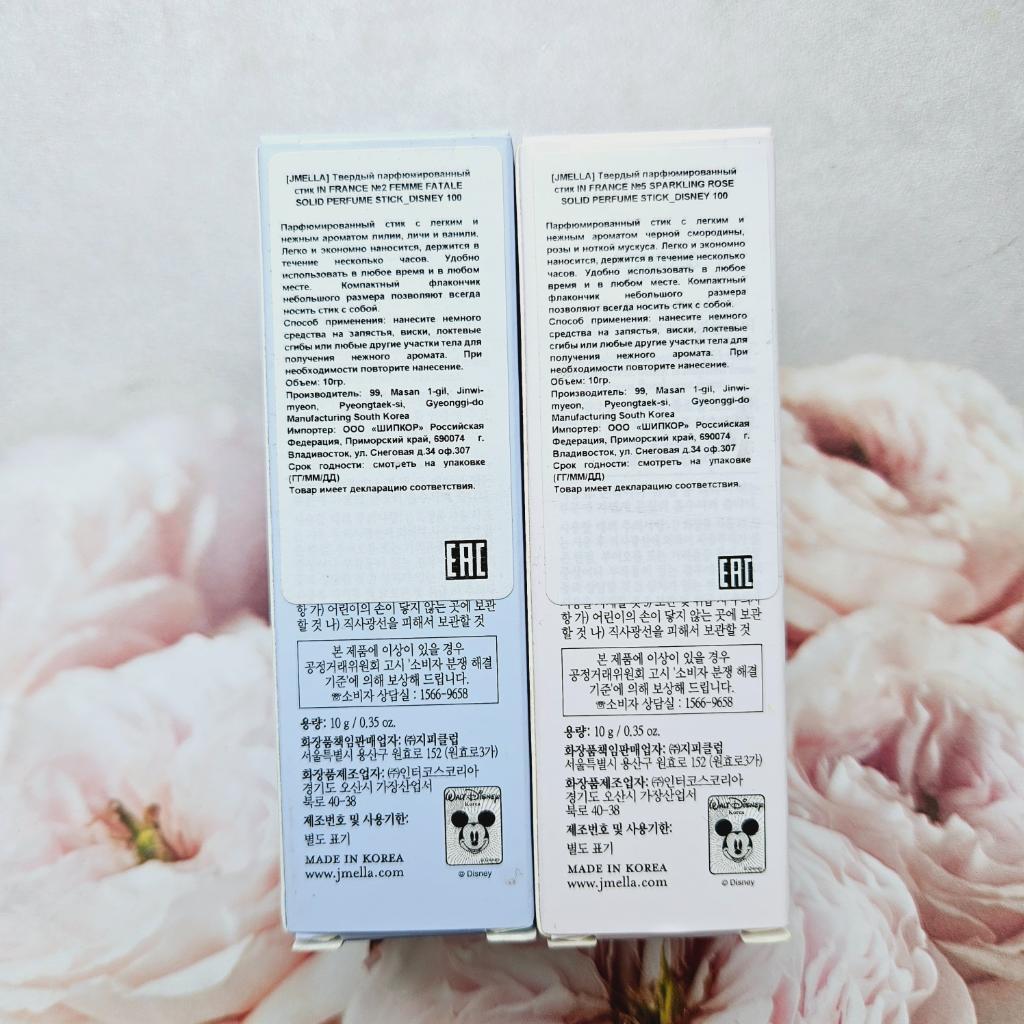 [JMELLA] Твердый парфюмированный
стик IN FRANCE №2 FEMME FATALE
SOLID PERFUME STICK_DISNEY 100
Парфюмированный стик с легким и
нежным ароматом лилии, личи и ванили.
Легко и экономно наносится, держится в
течение несколько часов. Удобно
использовать в любое время и в любом
месте. Компактный флакончик
небольшого размера позволяют всегда
носить стик с собой.
Способ применения: нанесите немного
средства на запястья, виски, локтевые
сгибы или любые другие участки тела для
получения нежного аромата. При
необходимости повторите нанесение.
Объем: 10гр.
Производитель: 99, Masan 1-gil, Jinwi-
myeon, Pyeongtaek-si, Gyeonggi-do
Manufacturing South Korea
Импортер: ООО «ШИПКОР» Российская
Федерация, Приморский край, 690074 г.
Владивосток, ул. Снеговая д.34 оф.307
Срок годности: смотреть на упаковке
(ГГ/ММ/ДД)
Товар имеет декларацию соответствия.
EAC
항 가) 어린이의 손이 닿지 않는 곳에 보관
할 것 나) 직사광선을 피해서 보관할 것
본 제품에 이상이 있을 경우
공정거래위원회 고시 '소비자 분쟁 해결
기준'에 의해 보상해 드립니다.
☏소비자 상담실 : 1566-9658
용량: 10 g / 0.35 oz.
화장품책임판매업자: ㈜지피클럽
서울특별시 용산구 원효로 152 (원효로3가)
화장품제조업자: ㈜인터코스코리아
경기도 오산시 가장산업서
북로 40-38
제조번호 및 사용기한:
별도 표기
MADE IN KOREA
www.jmella.com
WALT DISNEY
Korea
© Disney
© Disney
[JMELLA] Твердый парфюмированный
стик IN FRANCE №5 SPARKLING ROSE
SOLID PERFUME STICK_DISNEY 100
Парфюмированный стик с легким и
нежным ароматом черной смородины,
розы и ноткой мускуса. Легко и экономно
наносится, держится в течение несколько
часов. Удобно использовать в любое
время и в любом месте. Компактный
флакончик небольшого размера
позволяют всегда носить стик с собой.
Способ применения: нанесите немного
средства на запястья, виски, локтевые
сгибы или любые другие участки тела для
получения нежного аромата. При
необходимости повторите нанесение.
Объем: 10гр.
Производитель: 99, Masan 1-gil, Jinwi-
myeon, Pyeongtaek-si, Gyeonggi-do
Manufacturing South Korea
Импортер: ООО «ШИПКОР» Российская
Федерация, Приморский край, 690074 г.
Владивосток, ул. Снеговая д.34 оф.307
Срок годности: смотреть на упаковке
(ГГ/ММ/ДД)
Товар имеет декларацию соответствия.
EAC
항 가) 어린이의 손이 닿지 않는 곳에 보관
할 것 나) 직사광선을 피해서 보관할 것
본 제품에 이상이 있을 경우
공정거래위원회 고시 '소비자 분쟁 해결
기준'에 의해 보상해 드립니다.
☏소비자 상담실 : 1566-9658
용량: 10 g / 0.35 oz.
화장품책임판매업자: ㈜지피클럽
서울특별시 용산구 원효로 152 (원효로3가)
화장품제조업자: ㈜인터코스코리아
경기도 오산시 가장산업서
북로 40-38
제조번호 및 사용기한:
별도 표기
MADE IN KOREA
www.jmella.com
WALT DISNEY
Korea
© Disney
© Disney